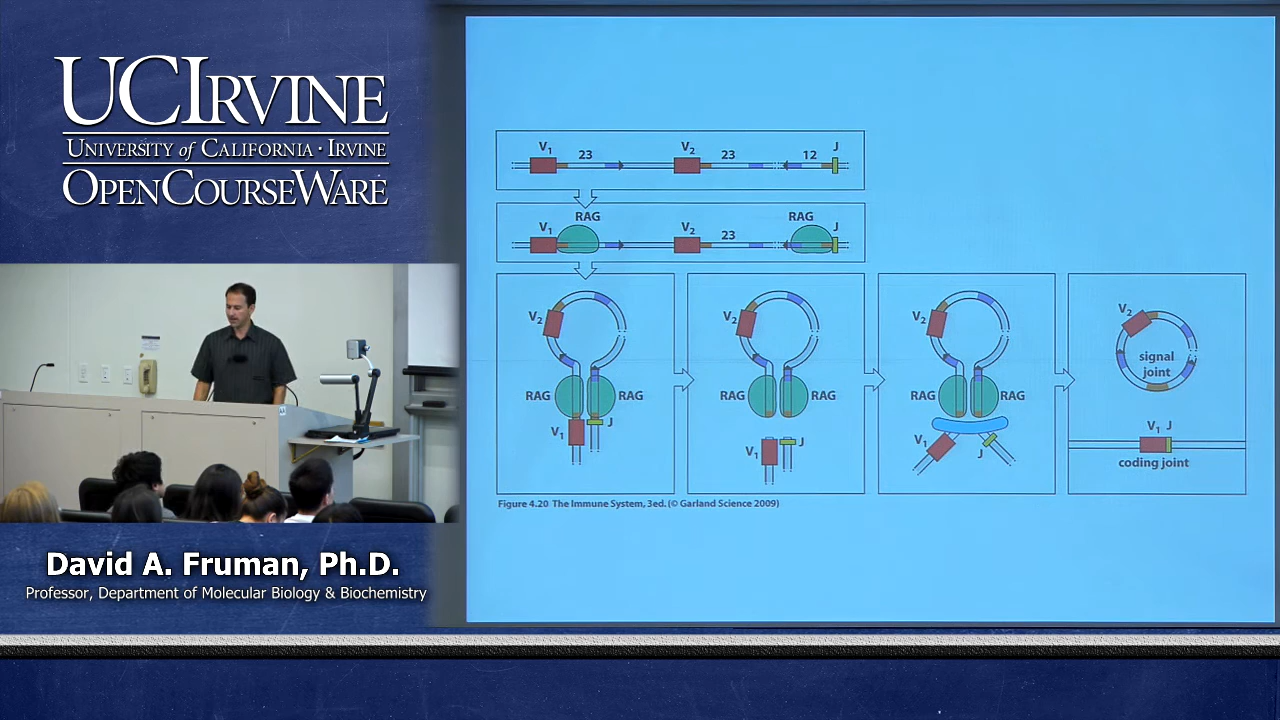 UCIRVINE
UNIVERSITY of CALIFORNIA · IRVINE
OPENCOURSEWARE
David A. Fruman, Ph.D.
Professor, Department of Molecular Biology & Biochemistry
V1 23 V2 23 12 J
RAG RAG
V1 V2 23 J
V2
RAG RAG
V1 J
V2
RAG RAG
V1 J
V2
RAG RAG
V1 J
V2
signal
joint
V1 J
coding joint
Figure 4.20 The Immune System, 3ed. (© Garland Science 2009)